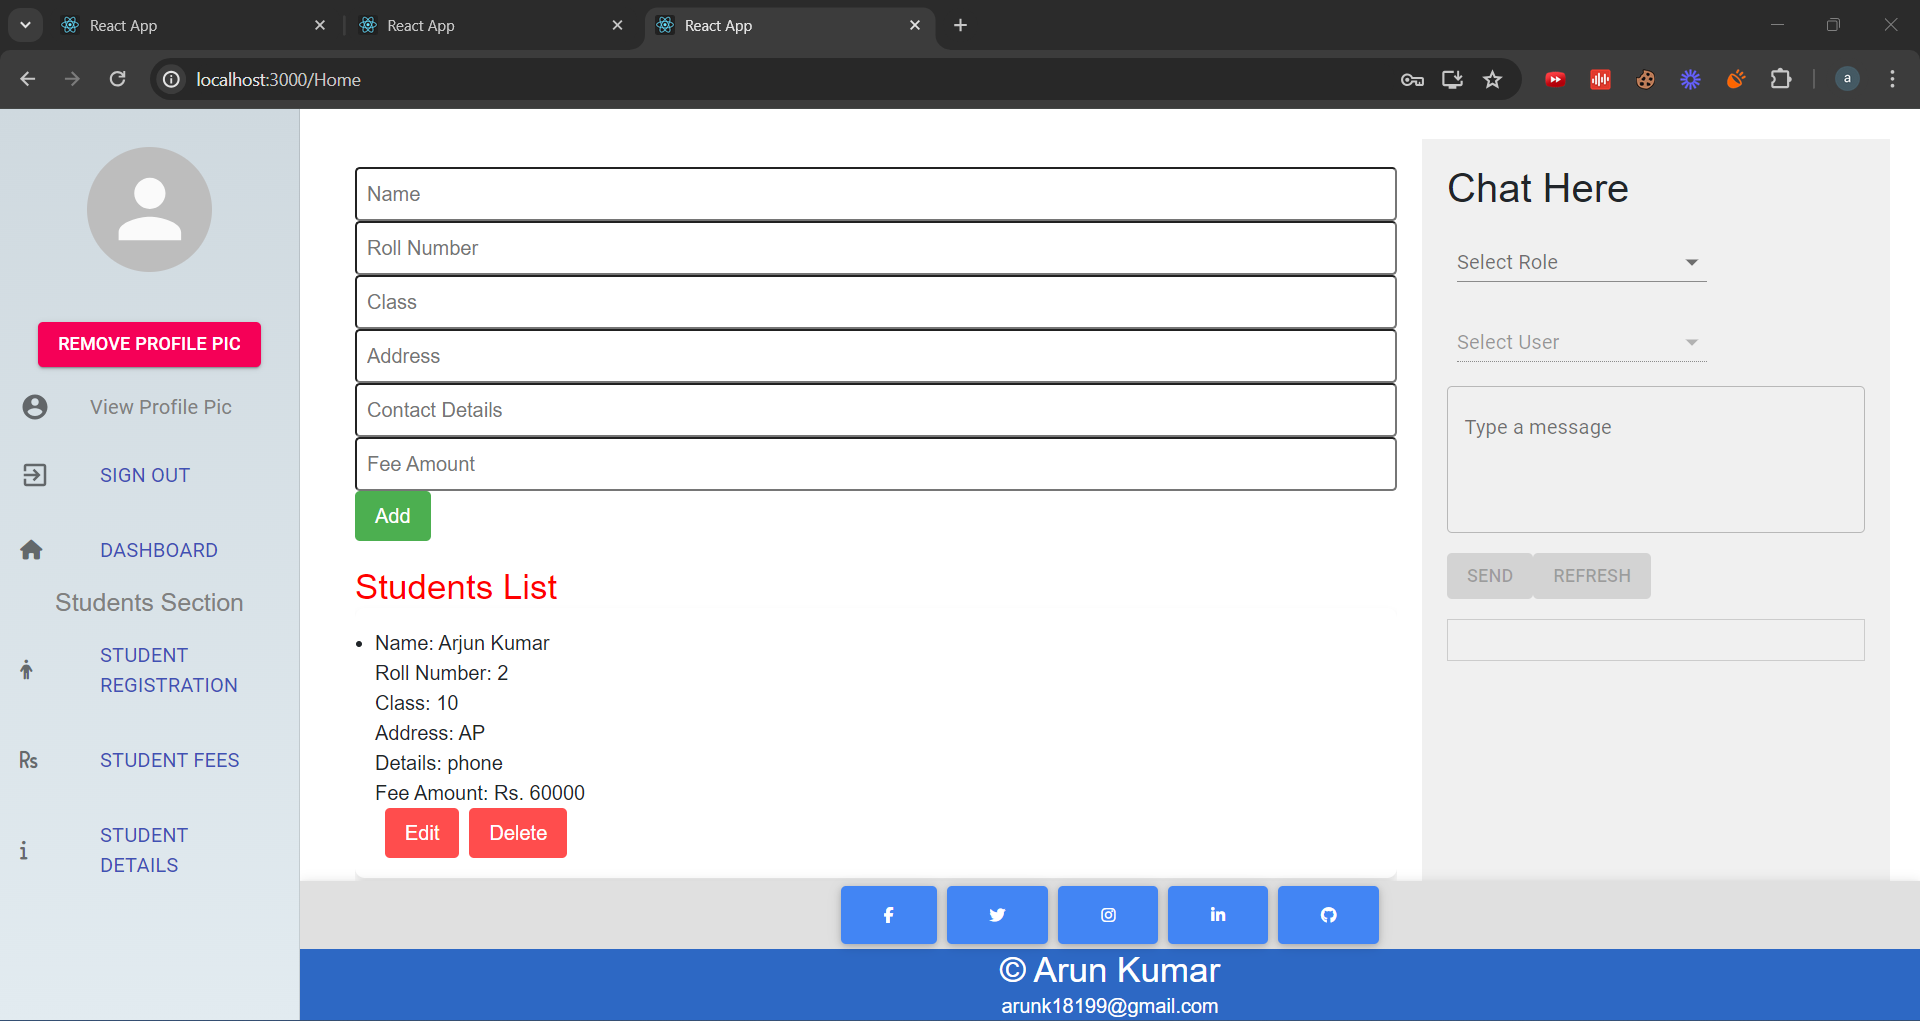 React App
React App
React App
localhost:3000/Home
a
REMOVE PROFILE PIC
View Profile Pic
SIGN OUT
DASHBOARD
Students Section
STUDENT
REGISTRATION
Rs
STUDENT FEES
i
STUDENT
DETAILS
Name
Roll Number
Class
Address
Contact Details
Fee Amount
Add
Students List
• Name: Arjun Kumar
Roll Number: 2
Class: 10
Address: AP
Details: phone
Fee Amount: Rs. 60000
Edit Delete
Chat Here
Select Role
Select User
Type a message
SEND REFRESH
f in
© Arun Kumar
arunk18199@gmail.com